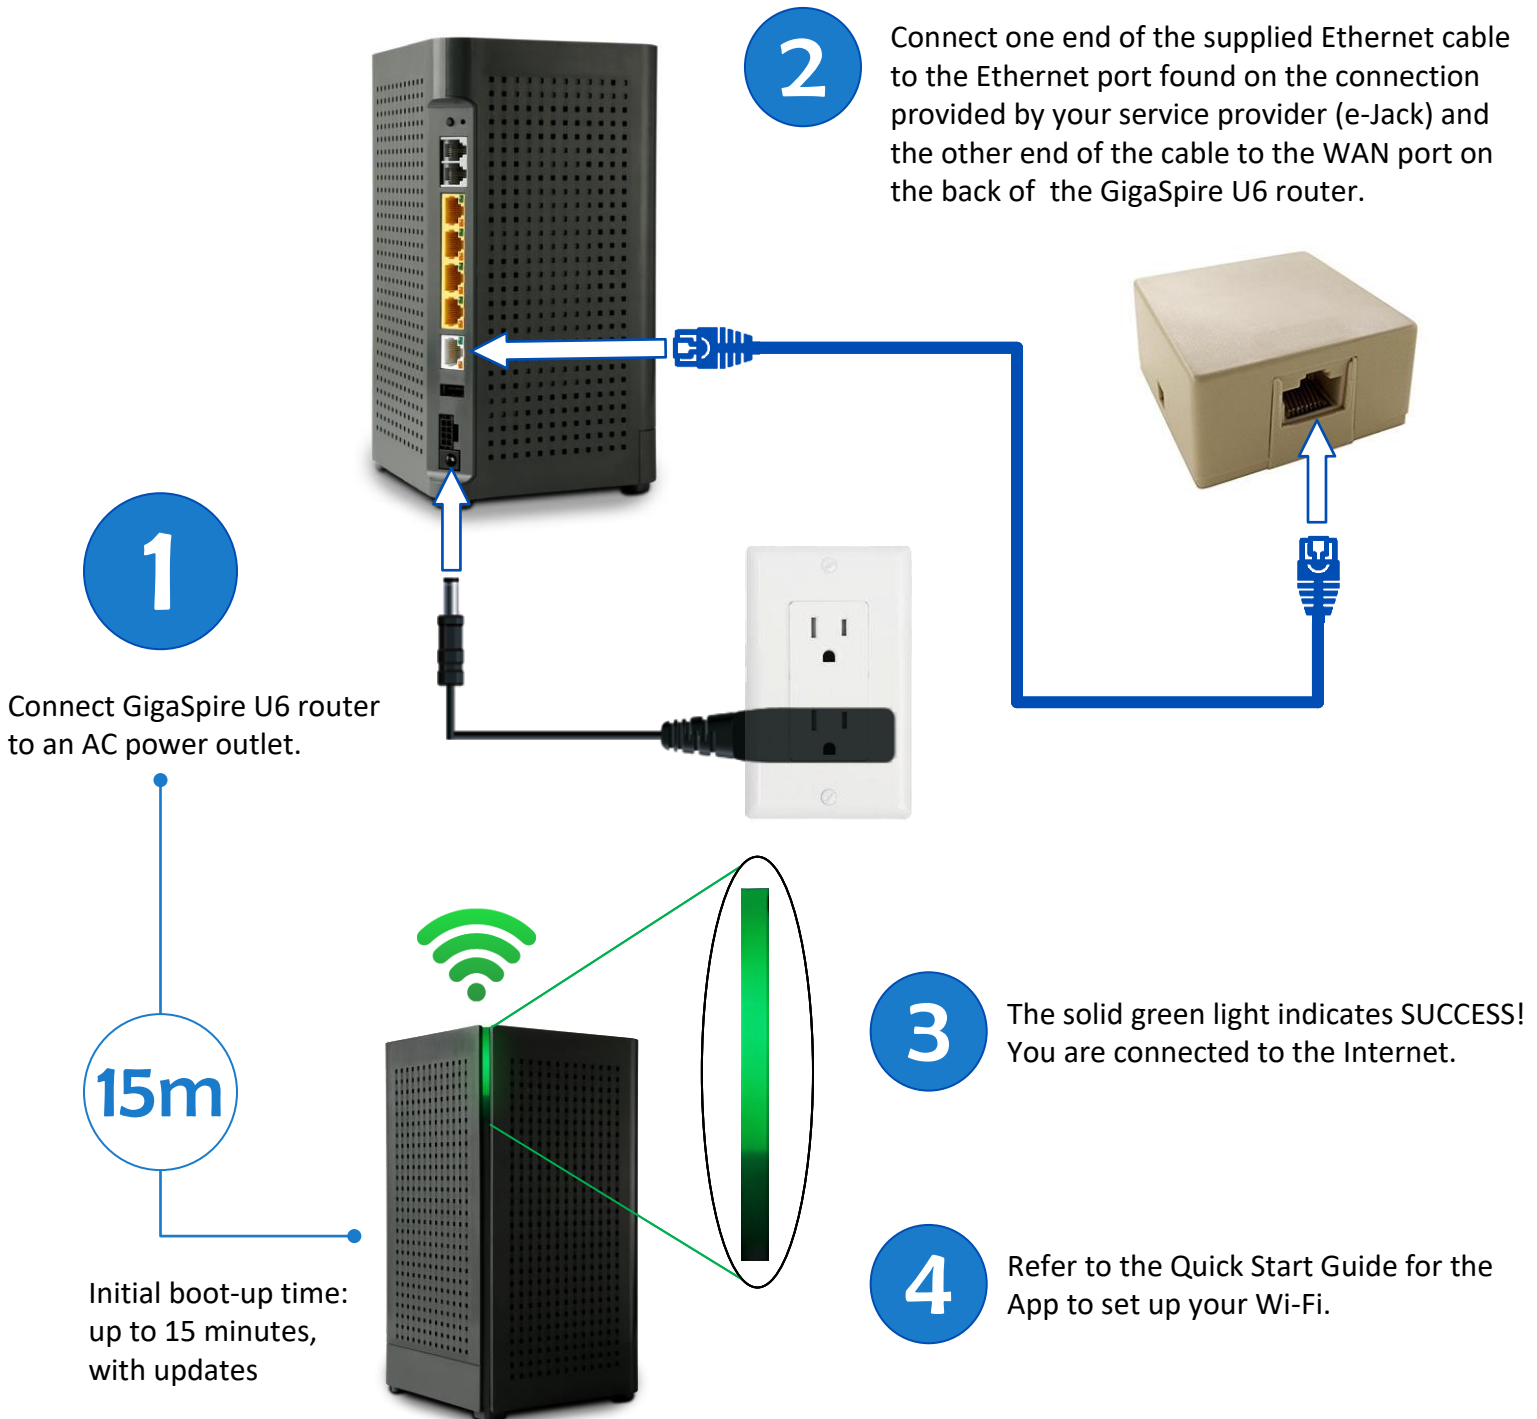 1
Connect GigaSpire U6 router
to an AC power outlet.
2
Connect one end of the supplied Ethernet cable
to the Ethernet port found on the connection
provided by your service provider (e-Jack) and
the other end of the cable to the WAN port on
the back of  the GigaSpire U6 router.
15m
Initial boot-up time:
up to 15 minutes,
with updates
3
The solid green light indicates SUCCESS!
You are connected to the Internet.
4
Refer to the Quick Start Guide for the
App to set up your Wi-Fi.